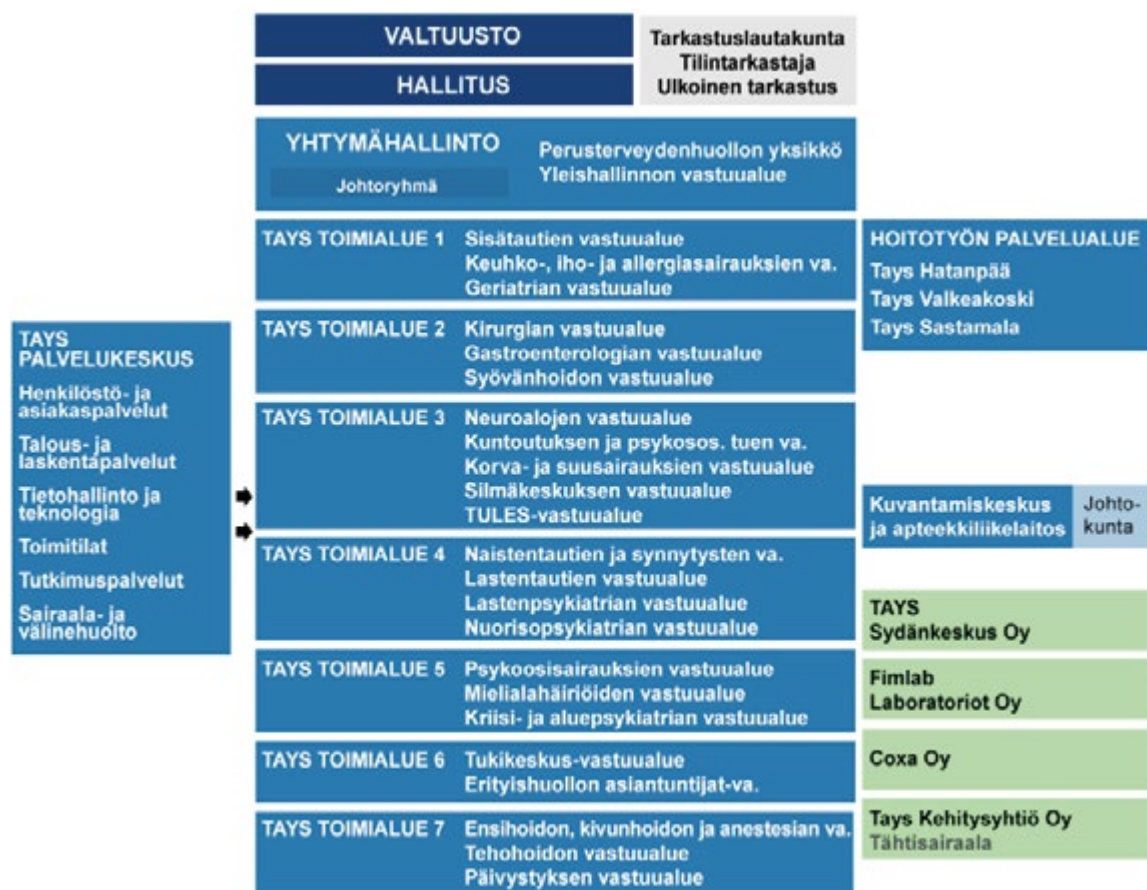 VALTUUSTO
HALLITUS
Tarkastuslautakunta
Tilintarkastaja
Ulkoinen tarkastus
YHTYMÄHALLINTO
Johtoryhmä
Perusterveydenhuollon yksikkö
Yleishallinnon vastuualue
TAYS
PALVELUKESKUS
Henkilöstö- ja
asiakaspalvelut
Talous- ja
laskentapalvelut
Tietohallinto ja
teknologia
Toimitilat
Tutkimuspalvelut
Sairaala- ja
välinehuolto
TAYS TOIMIALUE 1
Sisätautien vastuualue
Keuhko-, iho- ja allergiasairauksien va.
Geriatrian vastuualue
TAYS TOIMIALUE 2
Kirurgian vastuualue
Gastroenterologian vastuualue
Syövänhoidon vastuualue
TAYS TOIMIALUE 3
Neuroalojen vastuualue
Kuntoutuksen ja psykosos. tuen va.
Korva- ja suusairauksien vastuualue
Silmäkeskuksen vastuualue
TULES-vastuualue
TAYS TOIMIALUE 4
Naistentautien ja synnytysten va.
Lastentautien vastuualue
Lastenpsykiatrian vastuualue
Nuorisopsykiatrian vastuualue
TAYS TOIMIALUE 5
Psykoosisairauksien vastuualue
Mielialahäiriöiden vastuualue
Kriisi- ja aluepsykiatrian vastuualue
TAYS TOIMIALUE 6
Tukikeskus-vastuualue
Erityishuollon asiantuntijat-va.
TAYS TOIMIALUE 7
Ensihoidon, kivunhoidon ja anestesian va.
Tehohoidon vastuualue
Päivystyksen vastuualue
HOITOTYÖN PALVELUALUE
Tays Hatanpää
Tays Valkeakoski
Tays Sastamala
Kuvantamiskeskus
ja apteekkiliikelaitos
Johto-
kunta
TAYS
Sydänkeskus Oy
Fimlab
Laboratoriot Oy
Coxa Oy
Tays Kehitysyhtiö Oy
Tähtisairaala